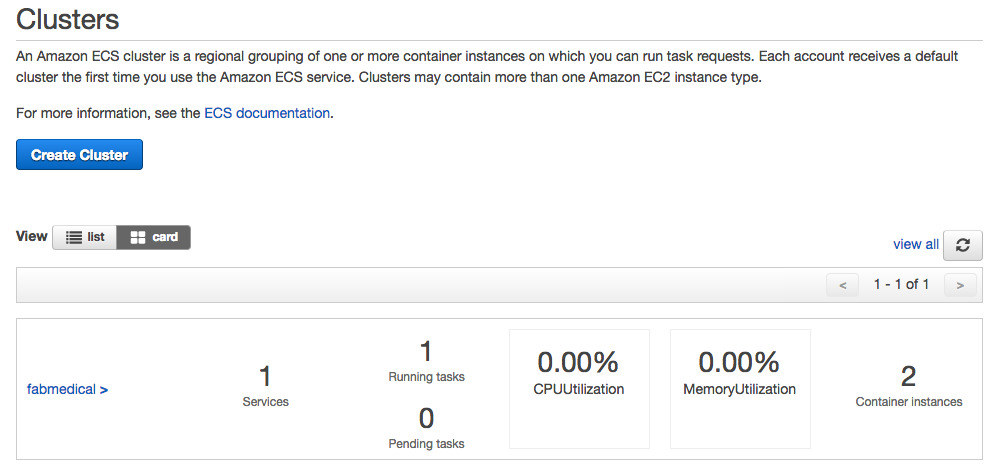 Clusters
An Amazon ECS cluster is a regional grouping of one or more container instances on which you can run task requests. Each account receives a default
cluster the first time you use the Amazon ECS service. Clusters may contain more than one Amazon EC2 instance type.
For more information, see the ECS documentation.
Create Cluster
View list card
view all
< 1 - 1 of 1 >
fabmedical >
1
Services
1
Running tasks
0
Pending tasks
0.00%
CPUUtilization
0.00%
MemoryUtilization
2
Container instances